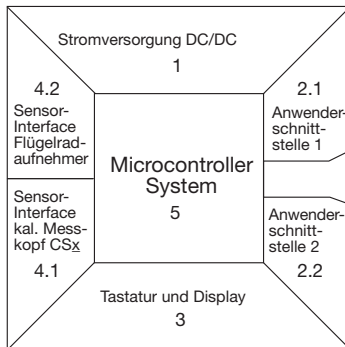 Stromversorgung DC/DC
1
4.2
Sensor-
Interface
Flügelrad-
aufnehmer
2.1
Anwender-
schnitt-
stelle 1
Microcontroller
System
5
Sensor-
Interface
kal. Mess-
kopf CSx
4.1
Anwender-
schnitt-
stelle 2
2.2
Tastatur und Display
3